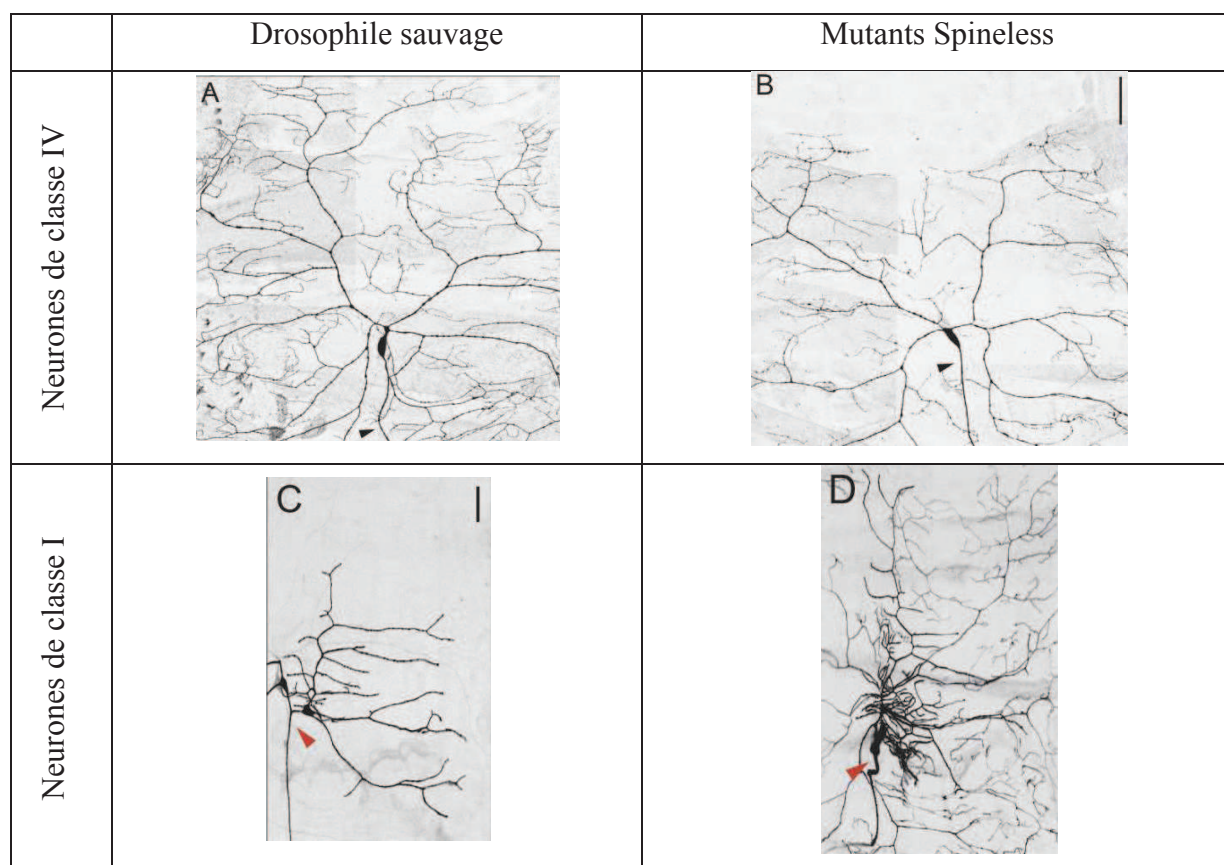 Drosophile sauvage
Mutants Spineless
Neurones de classe IV
A
B
Neurones de classe I
C
D